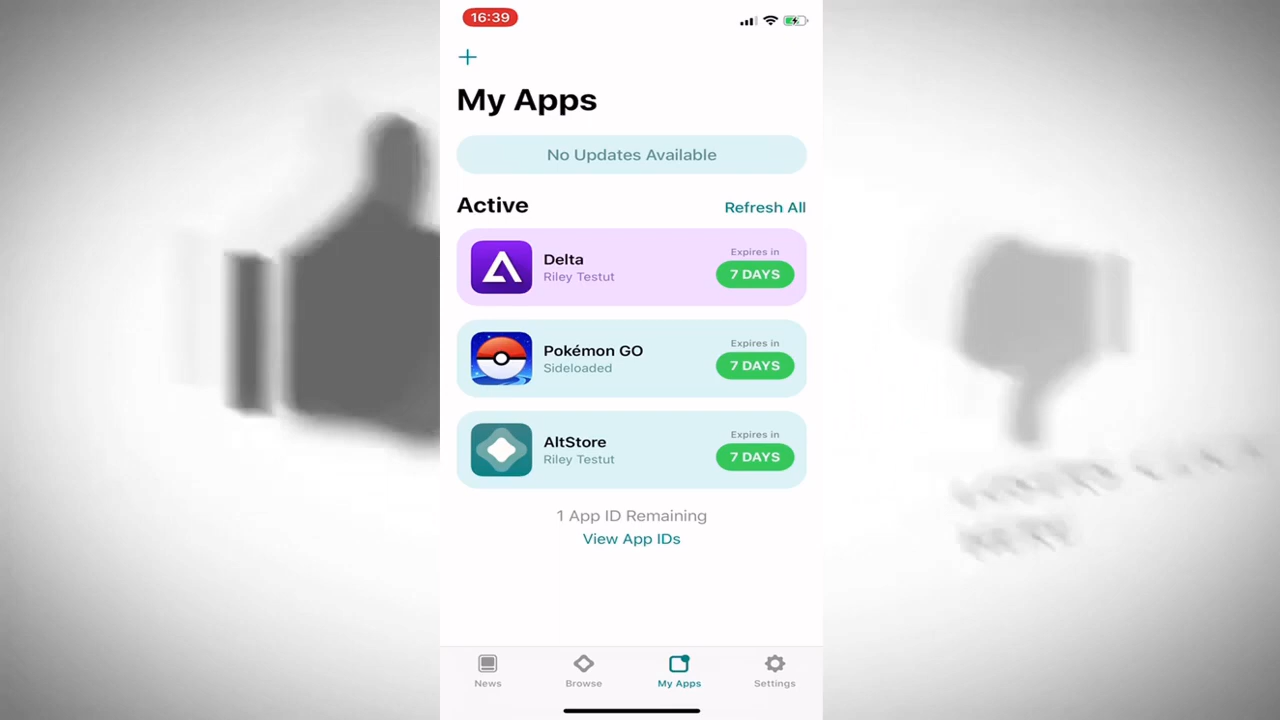 16:39
My Apps
No Updates Available
Active
Refresh All
Delta
Riley Testut
Expires in
7 DAYS
Pokémon GO
Sideloaded
Expires in
7 DAYS
AltStore
Riley Testut
Expires in
7 DAYS
1 App ID Remaining
View App IDs
News
Browse
My Apps
Settings